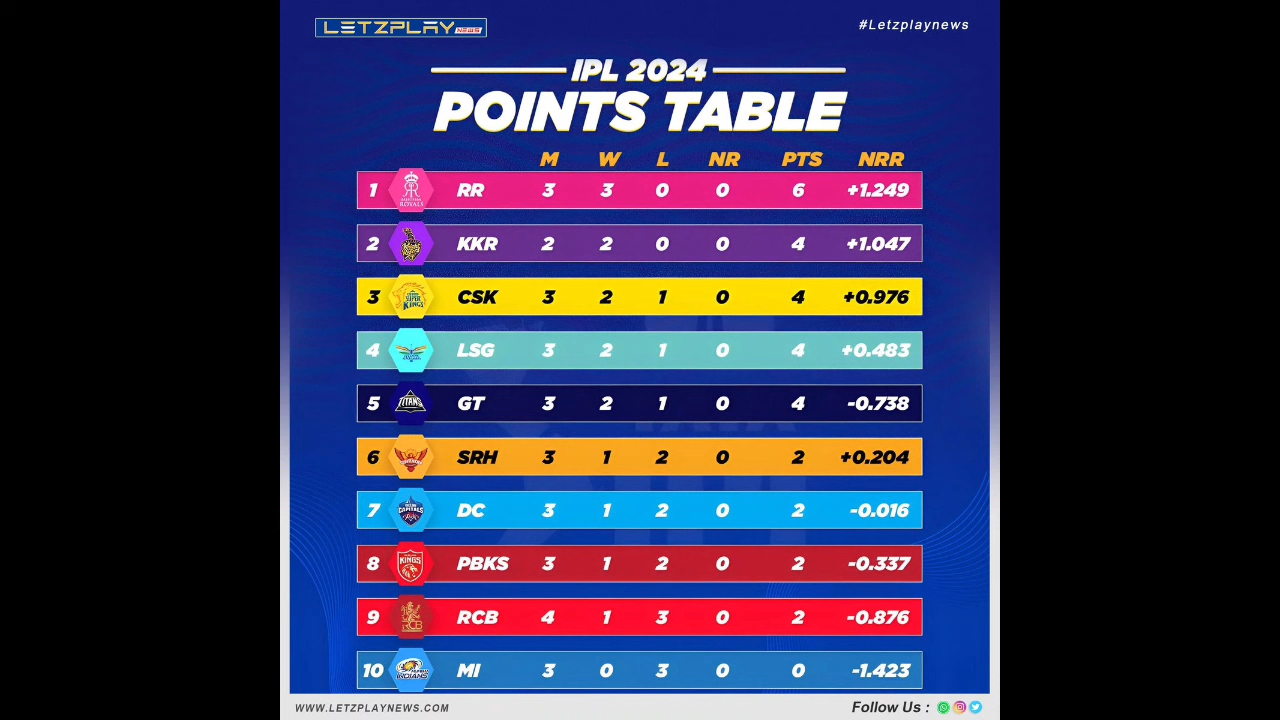 LETZPLAY NEWS
#Letzplaynews
IPL 2024
POINTS TABLE
M W L NR PTS NRR
1 RR 3 3 0 0 6 +1.249
2 KKR 2 2 0 0 4 +1.047
3 CSK 3 2 1 0 4 +0.976
4 LSG 3 2 1 0 4 +0.483
5 TITANS GT 3 2 1 0 4 -0.738
6 SRH 3 1 2 0 2 +0.204
7 CAPITALS DC 3 1 2 0 2 -0.016
8 KINGS PBKS 3 1 2 0 2 -0.337
9 RCB RCB 4 1 3 0 2 -0.876
10 MI 3 0 3 0 0 -1.423
WWW.LETZPLAYNEWS.COM
Follow Us :